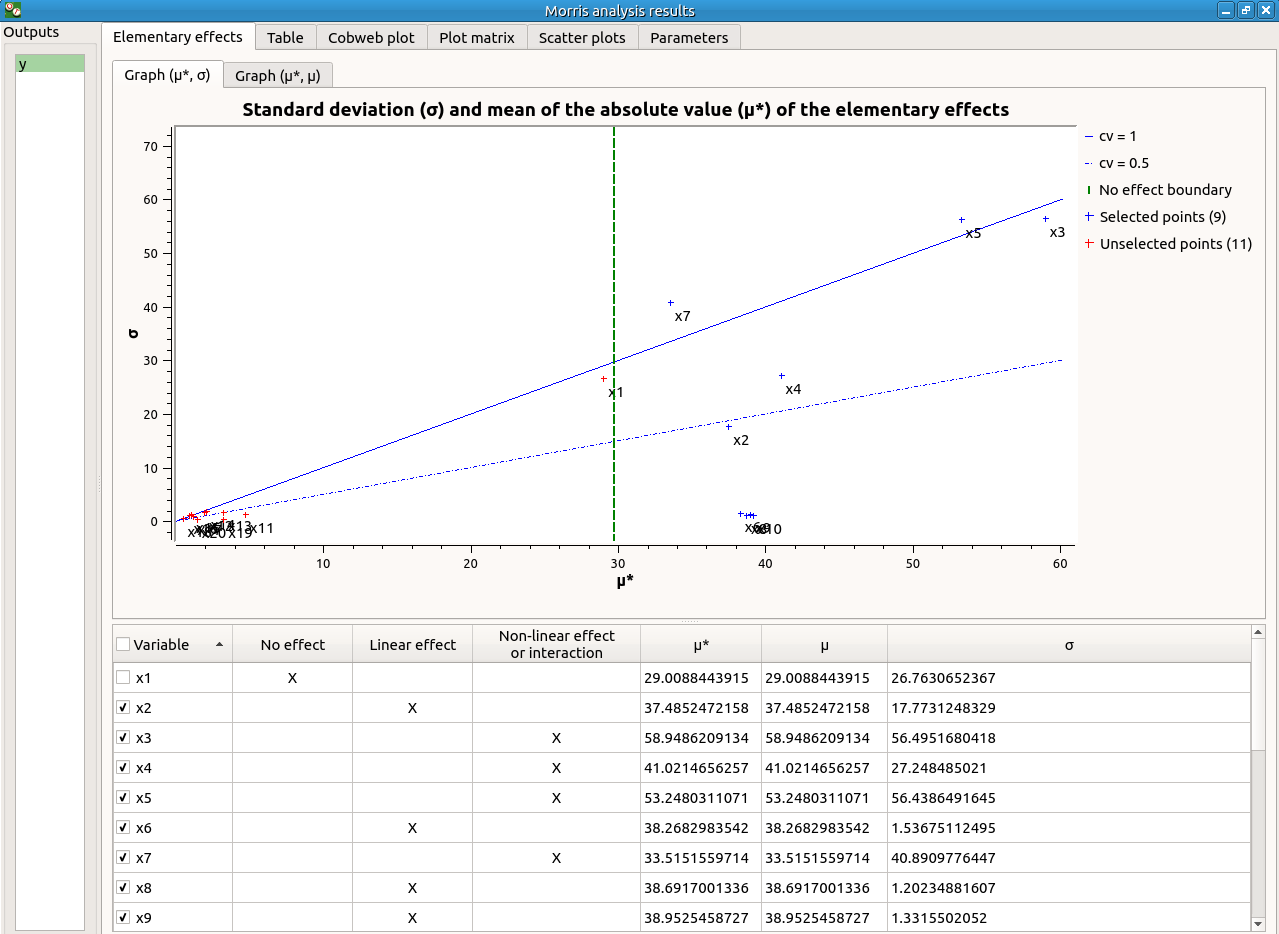 Morris analysis results
Outputs
y
Elementary effects Table Cobweb plot Plot matrix Scatter plots Parameters
Graph (μ*, σ) Graph (μ*, μ)
Standard deviation (σ) and mean of the absolute value (μ*) of the elementary effects
70
60
50
40
30
20
10
0
σ
x5
x3
x7
x4
x1
x2
x13
x11
x20
x19
x10
10 20 30 40 50 60
μ*
cv = 1
cv = 0.5
No effect boundary
Selected points (9)
Unselected points (11)
Variable No effect Linear effect Non-linear effect or interaction μ* μ σ
x1 X 29.0088443915 29.0088443915 26.7630652367
x2 X 37.4852472158 37.4852472158 17.7731248329
x3 X 58.9486209134 58.9486209134 56.4951680418
x4 X 41.0214656257 41.0214656257 27.248485021
x5 X 53.2480311071 53.2480311071 56.4386491645
x6 X 38.2682983542 38.2682983542 1.53675112495
x7 X 33.5151559714 33.5151559714 40.8909776447
x8 X 38.6917001336 38.6917001336 1.20234881607
x9 X 38.9525458727 38.9525458727 1.3315502052